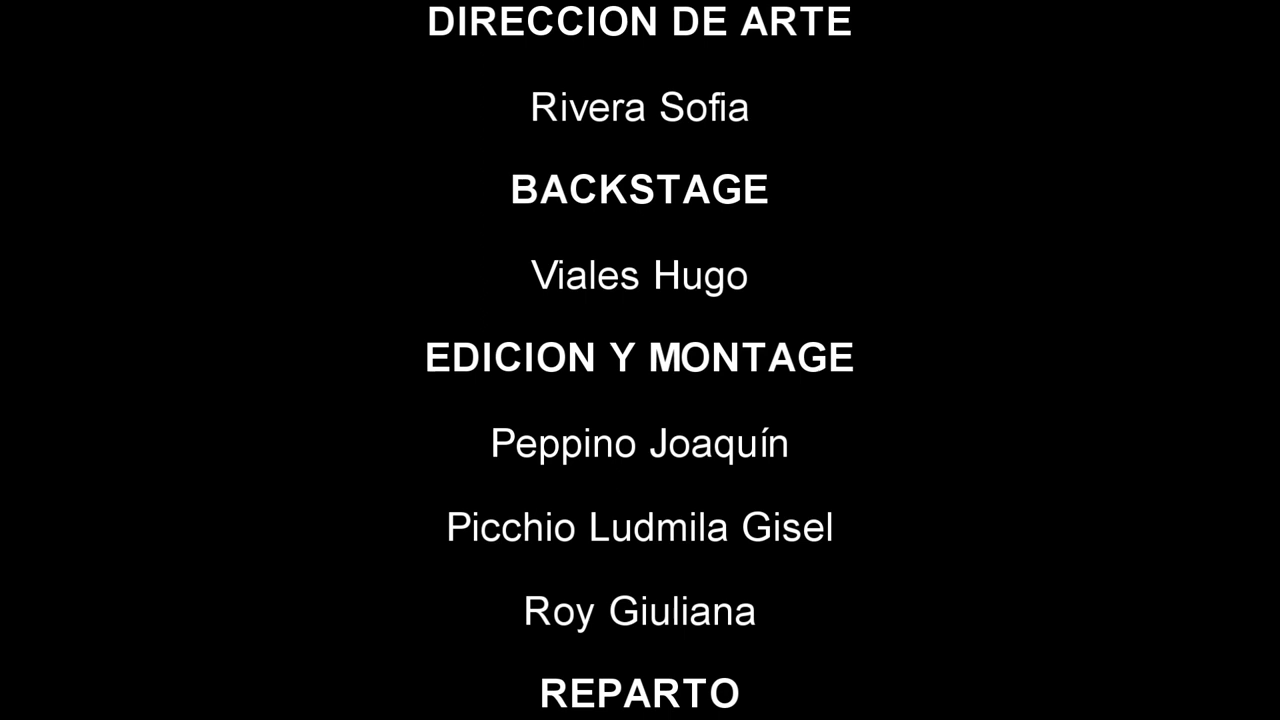 DIRECCION DE ARTE
Rivera Sofia
BACKSTAGE
Viales Hugo
EDICION Y MONTAGE
Peppino Joaquín
Picchio Ludmila Gisel
Roy Giuliana
REPARTO